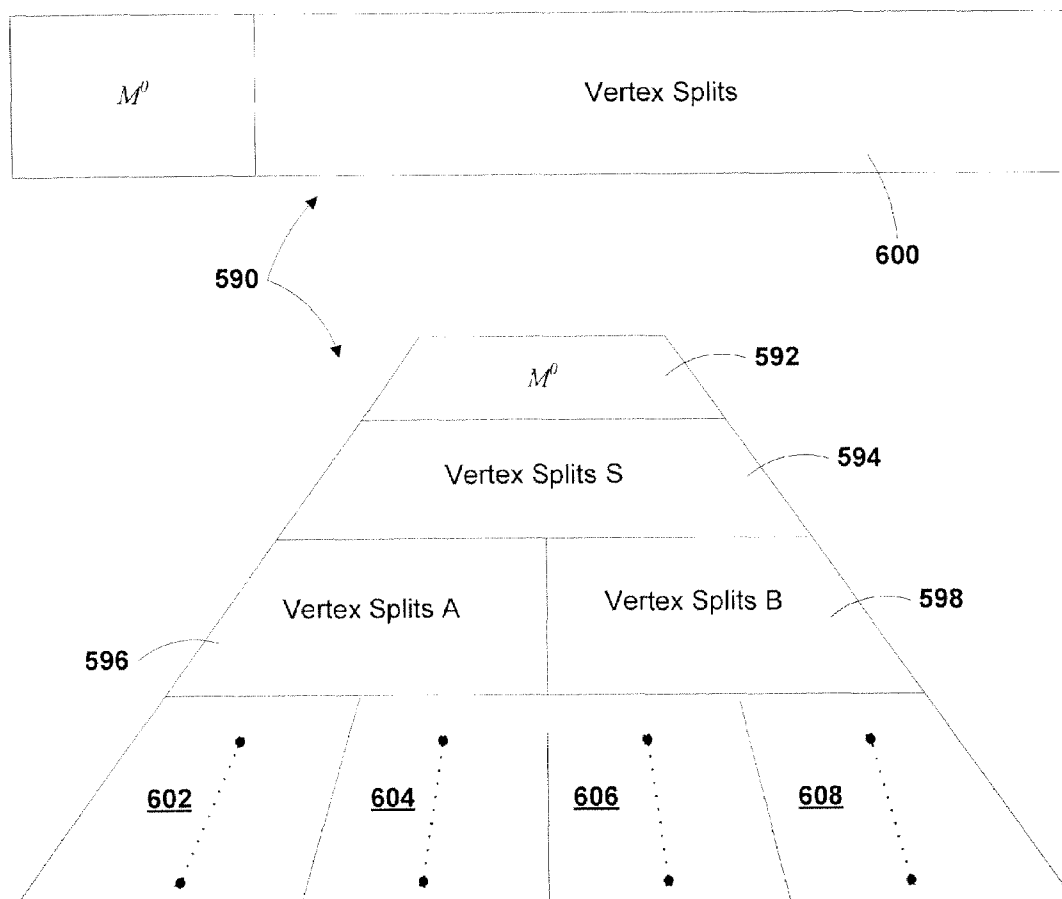 M⁰
Vertex Splits
600
590
592
M⁰
594
Vertex Splits S
Vertex Splits A
Vertex Splits B
598
596
602
604
606
608